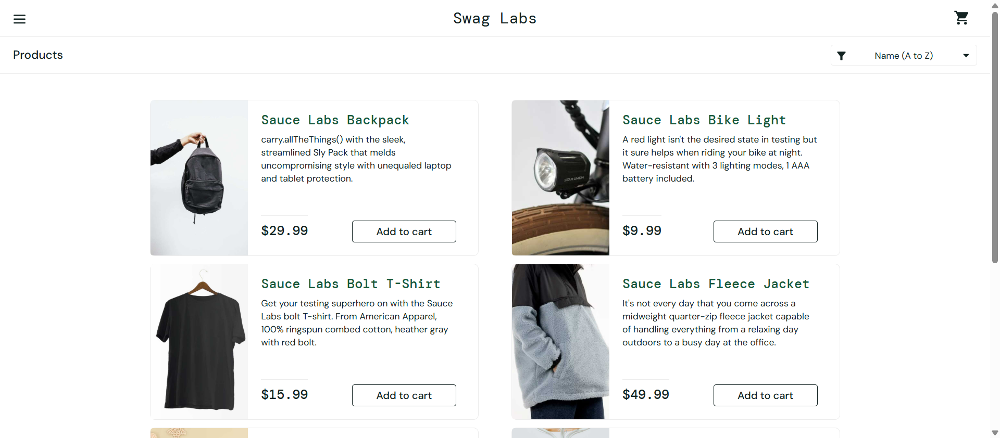 Swag Labs
Products
Name (A to Z)
Sauce Labs Backpack
carry.allTheThings() with the sleek,
streamlined Sly Pack that melds
uncompromising style with unequaled laptop
and tablet protection.
$29.99
Add to cart
Sauce Labs Bike Light
A red light isn't the desired state in testing but
it sure helps when riding your bike at night.
Water-resistant with 3 lighting modes, 1 AAA
battery included.
STAR UNION
$9.99
Add to cart
Sauce Labs Bolt T-Shirt
Get your testing superhero on with the Sauce
Labs bolt T-shirt. From American Apparel,
100% ringspun combed cotton, heather gray
with red bolt.
$15.99
Add to cart
Sauce Labs Fleece Jacket
It's not every day that you come across a
midweight quarter-zip fleece jacket capable
of handling everything from a relaxing day
outdoors to a busy day at the office.
$49.99
Add to cart